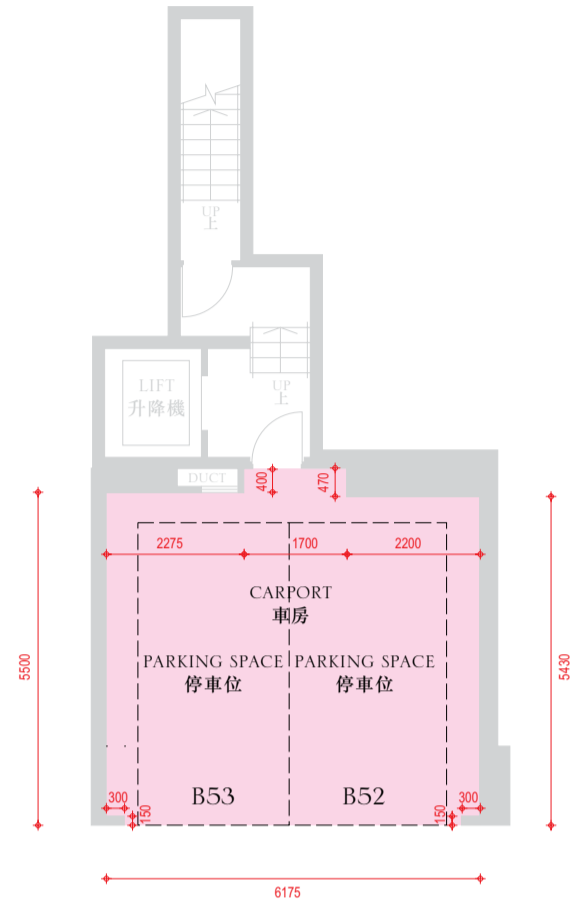 UP
上
LIFT
升降機
UP
上
DUCT
400
470
2275
1700
2200
CARPORT
車房
5500
5430
PARKING SPACE
停車位
PARKING SPACE
停車位
B53
B52
300
150
150
300
6175